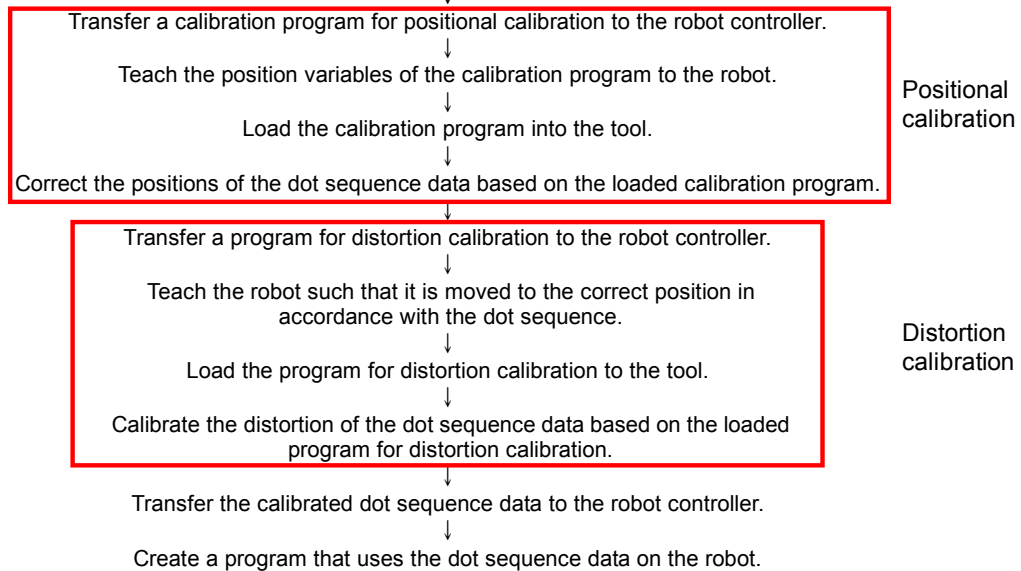 Transfer a calibration program for positional calibration to the robot controller.
↓
Teach the position variables of the calibration program to the robot.
↓
Load the calibration program into the tool.
↓
Correct the positions of the dot sequence data based on the loaded calibration program.
Positional
calibration
↓
Transfer a program for distortion calibration to the robot controller.
↓
Teach the robot such that it is moved to the correct position in
accordance with the dot sequence.
↓
Load the program for distortion calibration to the tool.
↓
Calibrate the distortion of the dot sequence data based on the loaded
program for distortion calibration.
Distortion
calibration
↓
Transfer the calibrated dot sequence data to the robot controller.
↓
Create a program that uses the dot sequence data on the robot.